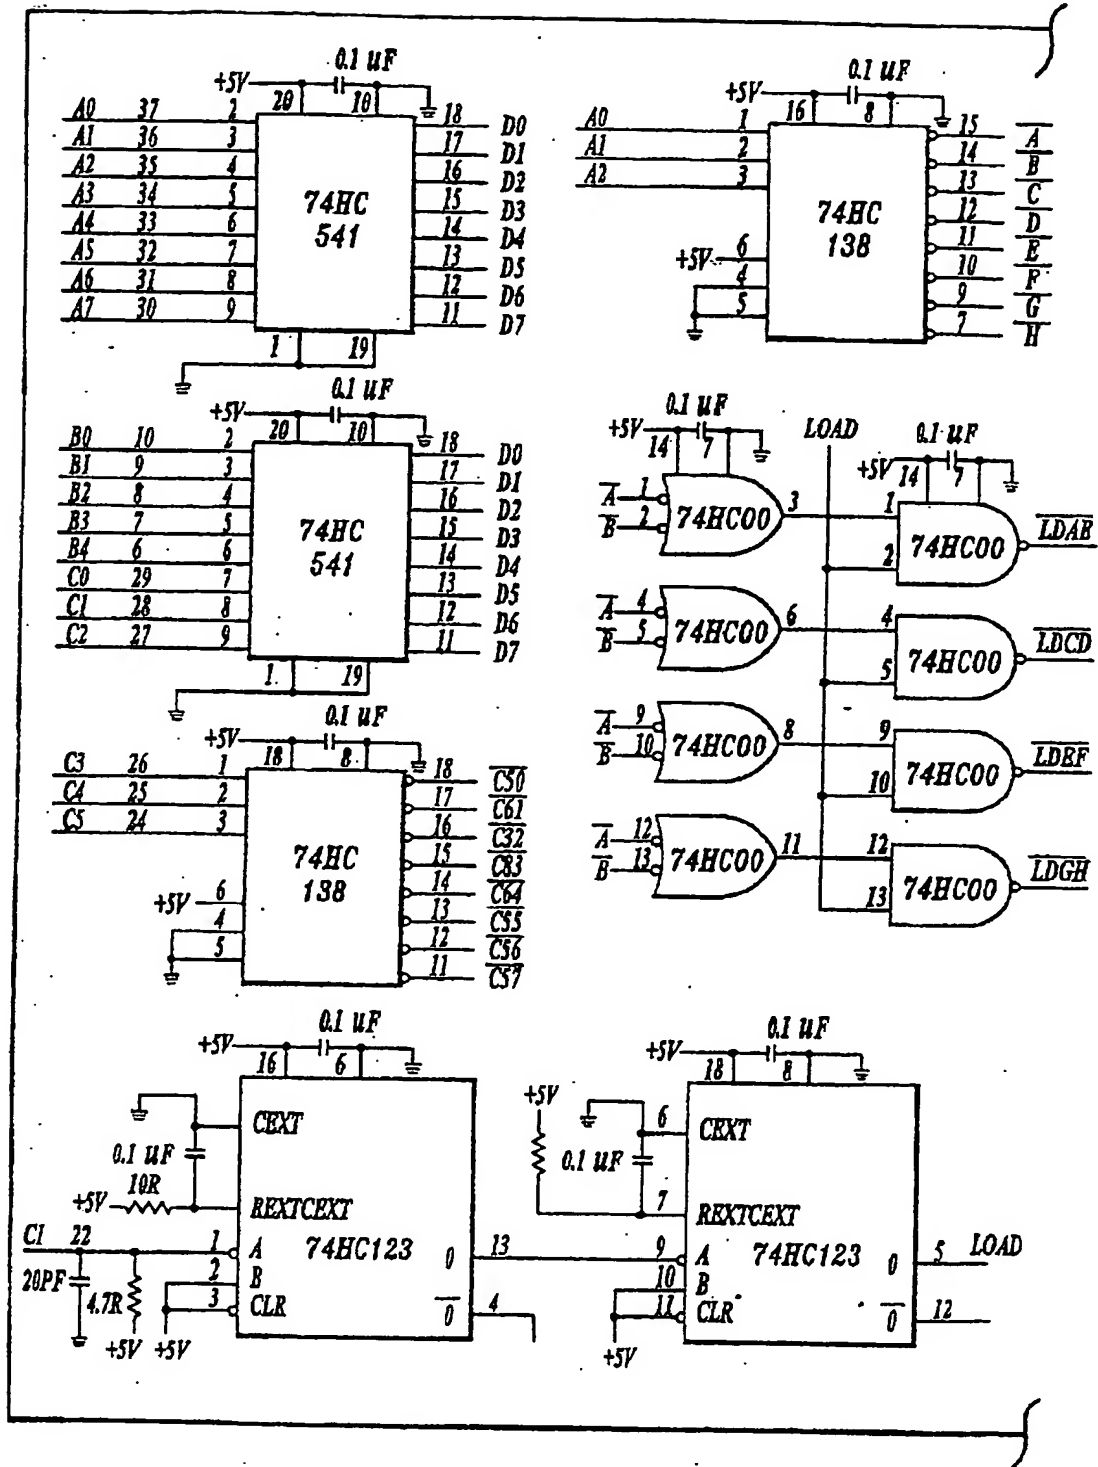 0.1 uF
+5V
20 10
A0 37 2 18 D0
A1 36 3 17 D1
A2 35 4 16 D2
A3 34 5 15 D3
A4 33 6 14 D4
A5 32 7 13 D5
A6 31 8 12 D6
A7 30 9 11 D7
74HC
541
1 19
0.1 uF
+5V
16 8
A0 1 15 A
A1 2 14 B
A2 3 13 C
12 D
+5V 6 11 E
4 10 F
5 9 G
7 H
74HC
138
0.1 uF
+5V
20 10
B0 10 2 18 D0
B1 9 3 17 D1
B2 8 4 16 D2
B3 7 5 15 D3
B4 6 6 14 D4
C0 29 7 13 D5
C1 28 8 12 D6
C2 27 9 11 D7
74HC
541
1. 19
0.1 uF
+5V
14 7
LOAD
0.1 uF
+5V
14 7
A 1
B 2
74HC00
3 1
2
74HC00
LDAB
A 4
B 5
74HC00
6 4
5
74HC00
LDCD
A 9
B 10
74HC00
8 9
10
74HC00
LDEF
A 12
B 13
74HC00
11 12
13
74HC00
LDGH
0.1 uF
+5V
18 8
C3 26 1 18 C50
C4 25 2 17 C61
C5 24 3 16 C32
15 C83
+5V 6 14 C64
4 13 C55
5 12 C56
11 C57
74HC
138
0.1 uF
+5V
16 6
CEXT
0.1 uF
10R
+5V
REXTCEXT
74HC123
CI 22 1 A
2 B
3 CLR
0 13
0 4
20PF
4.7R
+5V +5V
0.1 uF
+5V
18 8
+5V
6 CEXT
0.1 uF
7 REXTCEXT
74HC123
9 A
10 B
11 CLR
0 5 LOAD
0 12
+5V